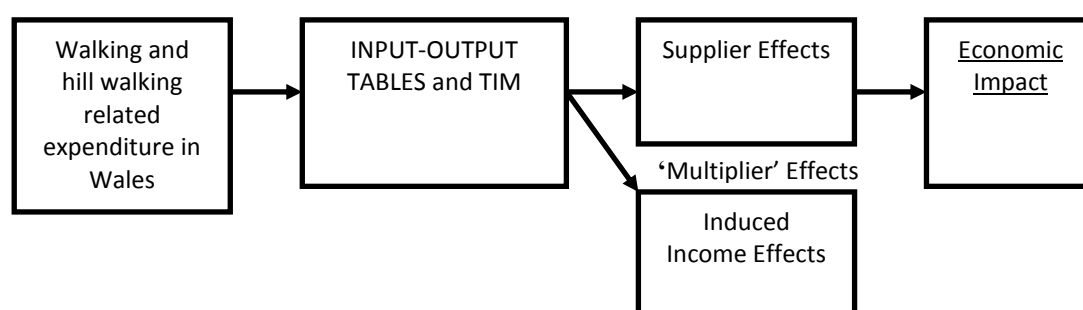 Walking and
hill walking
related
expenditure in
Wales
INPUT-OUTPUT
TABLES and TIM
Supplier Effects
Economic
Impact
‘Multiplier’ Effects
Induced
Income Effects